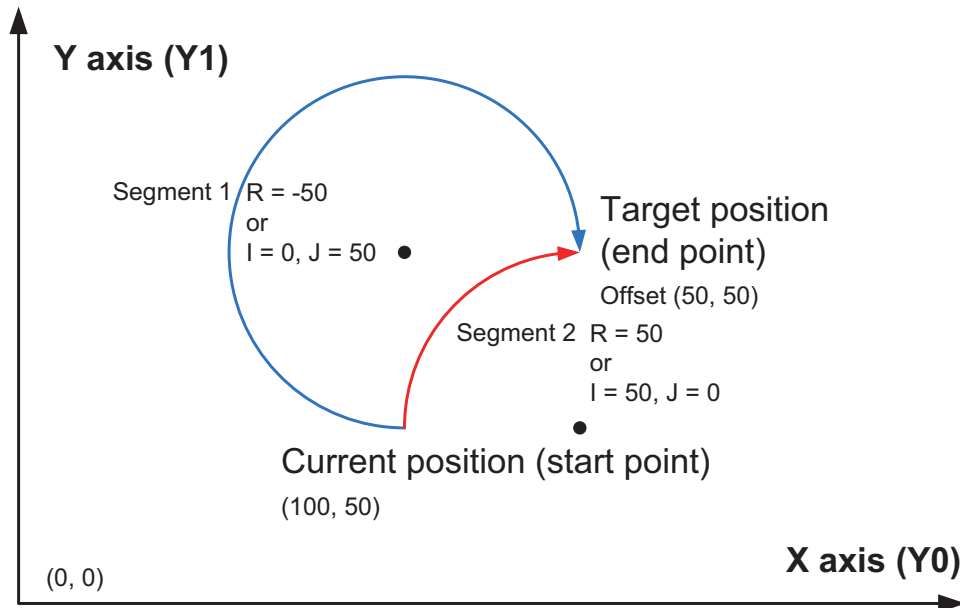 Y axis (Y1)
Segment 1 R = -50
or
I = 0, J = 50
Target position
(end point)
Offset (50, 50)
Segment 2 R = 50
or
I = 50, J = 0
Current position (start point)
(100, 50)
X axis (Y0)
(0, 0)